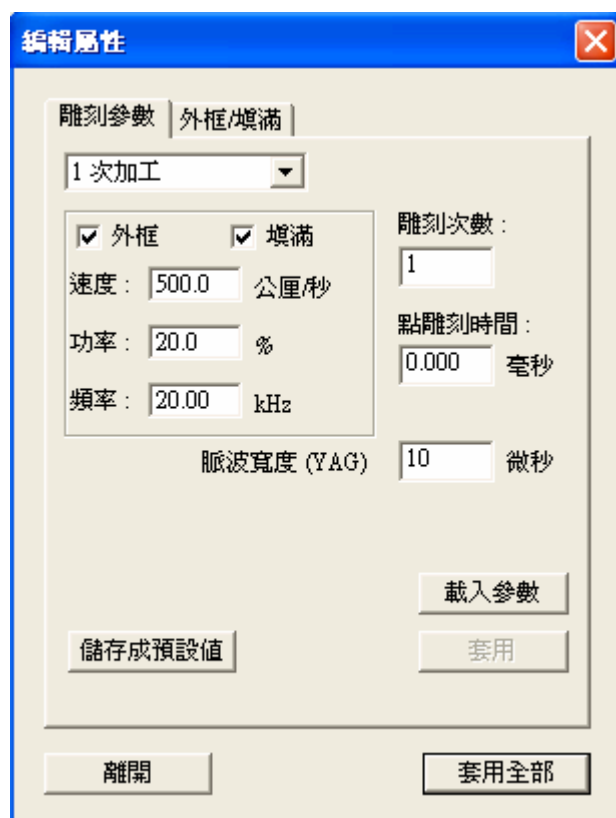 編輯屬性
雕刻參數 外框/填滿
1 次加工
外框 填滿
雕刻次數：
1
速度： 500.0 公厘/秒
點雕刻時間：
功率： 20.0 %
0.000 毫秒
頻率： 20.00 kHz
脈波寬度 (YAG) 10 微秒
載入參數
儲存成預設值 套用
離開 套用全部